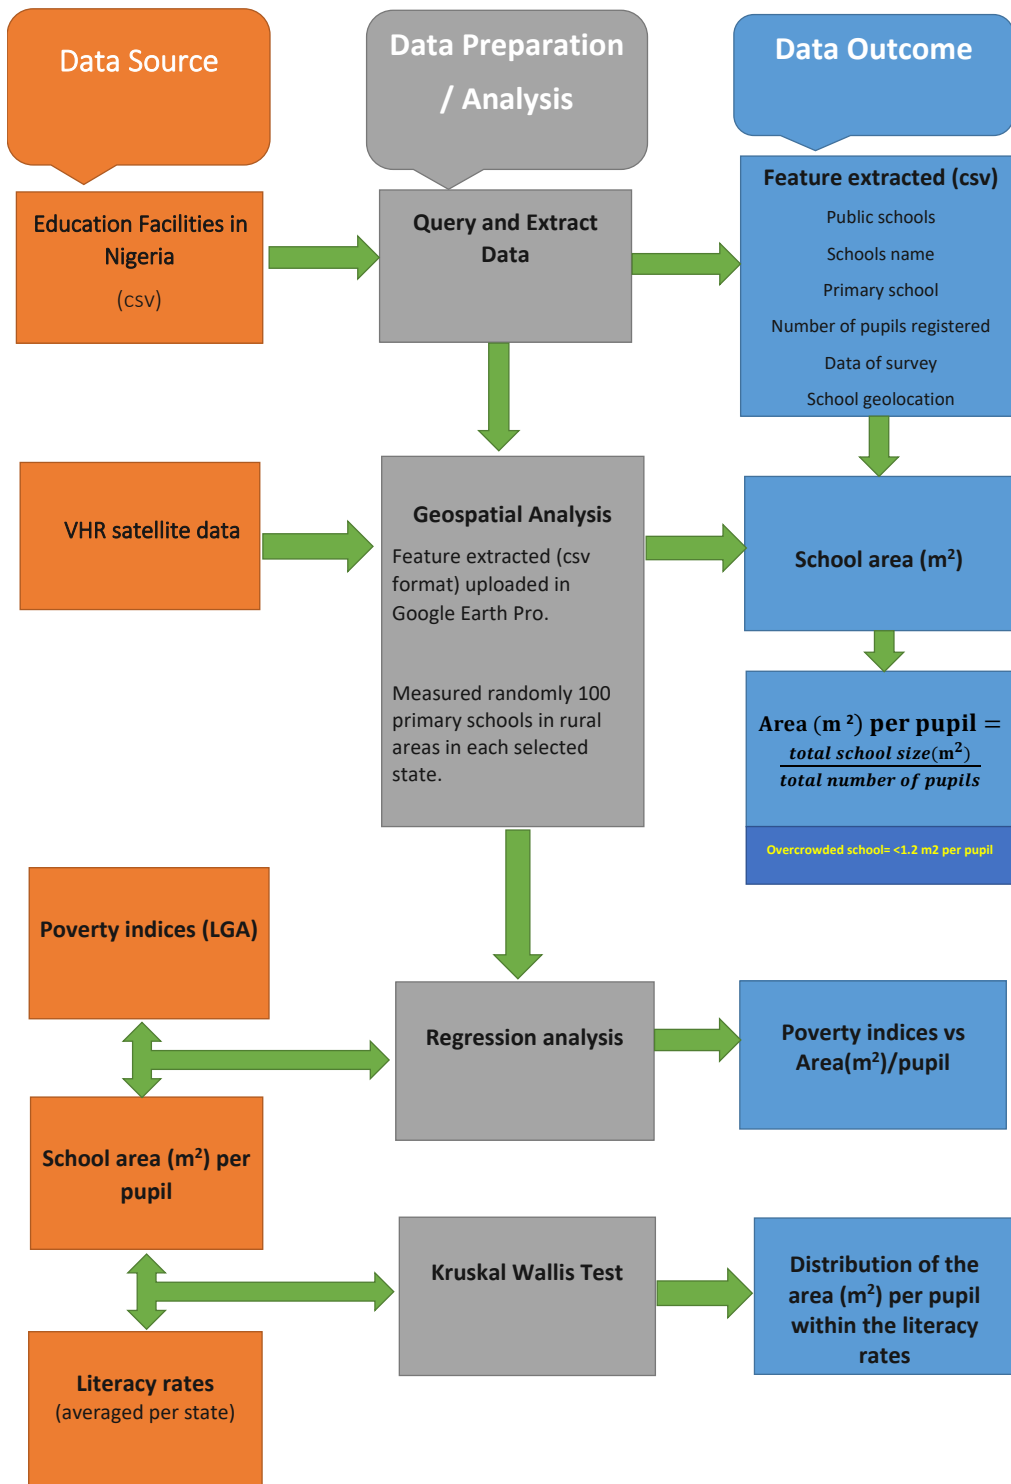 Data Source
Data Preparation
/ Analysis
Data Outcome
Education Facilities in
Nigeria
(csv)
Query and Extract
Data
Feature extracted (csv)
Public schools
Schools name
Primary school
Number of pupils registered
Data of survey
School geolocation
VHR satellite data
Geospatial Analysis
Feature extracted (csv
format) uploaded in
Google Earth Pro.
Measured randomly 100
primary schools in rural
areas in each selected
state.
School area (m²)
Area (m ²) per pupil =
total school size(m²)
total number of pupils
Overcrowded school= <1.2 m2 per pupil
Poverty indices (LGA)
Regression analysis
Poverty indices vs
Area(m²)/pupil
School area (m²) per
pupil
Kruskal Wallis Test
Distribution of the
area (m²) per pupil
within the literacy
rates
Literacy rates
(averaged per state)